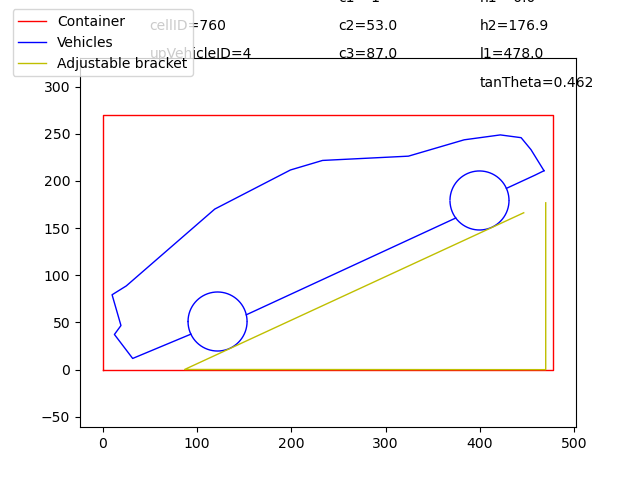 Container
Vehicles
Adjustable bracket
cellID=760
c2=53.0
h2=176.9
upVehicleID=4
c3=87.0
l1=478.0
tanTheta=0.462
300
250
200
150
100
50
0
−50
0
100
200
300
400
500